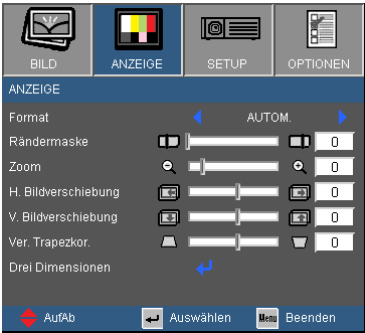 BILD ANZEIGE SETUP OPTIONEN
ANZEIGE
Format AUTOM.
Rändermaske 0
Zoom 0
H. Bildverschiebung 0
V. Bildverschiebung 0
Ver. Trapezkor. 0
Drei Dimensionen
AufAb Auswählen Menu Beenden